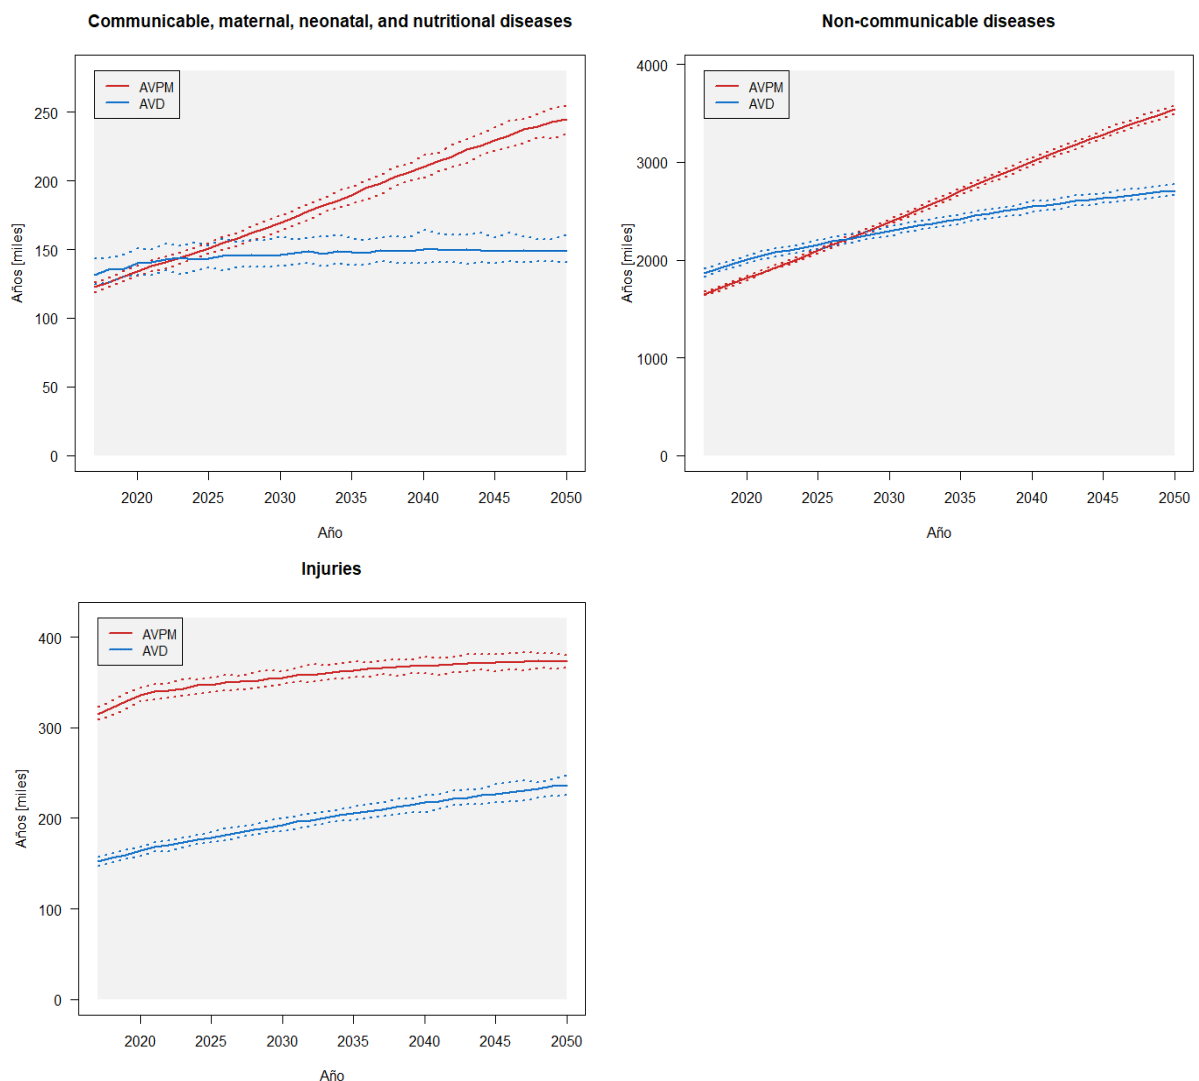 Communicable, maternal, neonatal, and nutritional diseases
AVPM
AVD
250
200
150
100
50
0
Años [miles]
2020 2025 2030 2035 2040 2045 2050
Año
Non-communicable diseases
AVPM
AVD
4000
3000
2000
1000
0
Años [miles]
2020 2025 2030 2035 2040 2045 2050
Año
Injuries
AVPM
AVD
400
300
200
100
0
Años [miles]
2020 2025 2030 2035 2040 2045 2050
Año